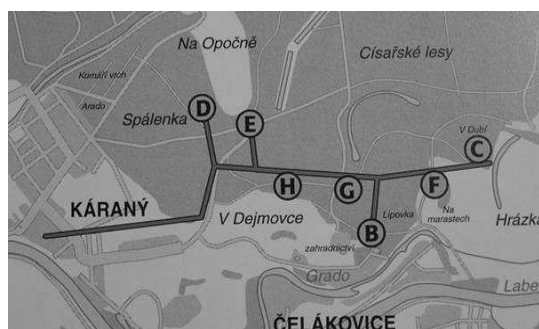 Na Opočně
Císařské lesy
Komáří vrch
Arado
Spálenka
D
E
V Dubí
C
H
G
F
KÁRANÝ
V Dejmovce
B
Lipovka
Na
marastech
Hrázka
zahradnictví
Grado
Labe
ČELÁKOVICE